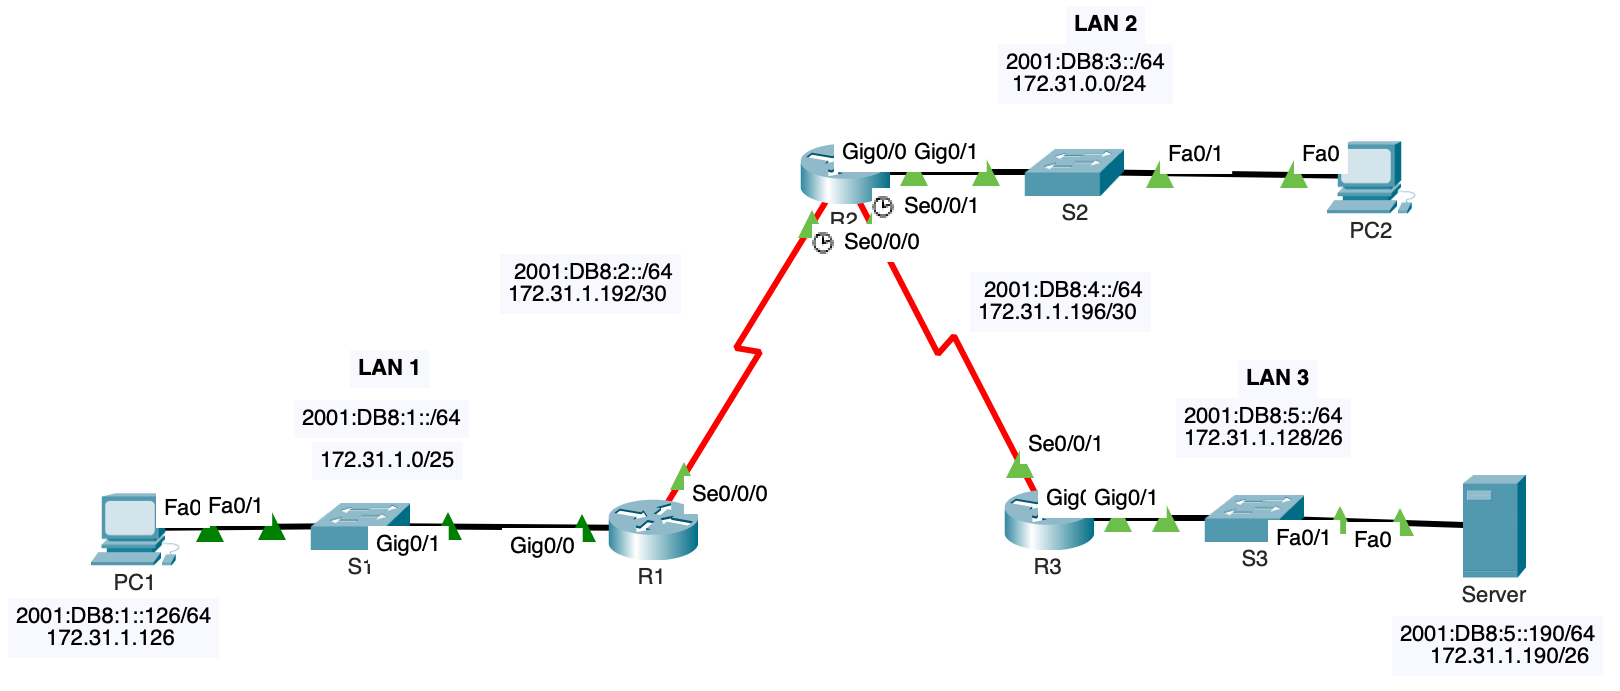 LAN 2
2001:DB8:3::/64
172.31.0.0/24
Gig0/0 Gig0/1
Fa0/1
Fa0
Se0/0/1
S2
R2
Se0/0/0
PC2
2001:DB8:2::/64
172.31.1.192/30
2001:DB8:4::/64
172.31.1.196/30
LAN 1
2001:DB8:1::/64
172.31.1.0/25
LAN 3
2001:DB8:5::/64
172.31.1.128/26
Se0/0/1
Se0/0/0
Fa0 Fa0/1
Gig0/1
Gig0/0
S1
R1
PC1
2001:DB8:1::126/64
172.31.1.126
Gig0/1
Fa0/1
Fa0
R3
S3
Server
2001:DB8:5::190/64
172.31.1.190/26